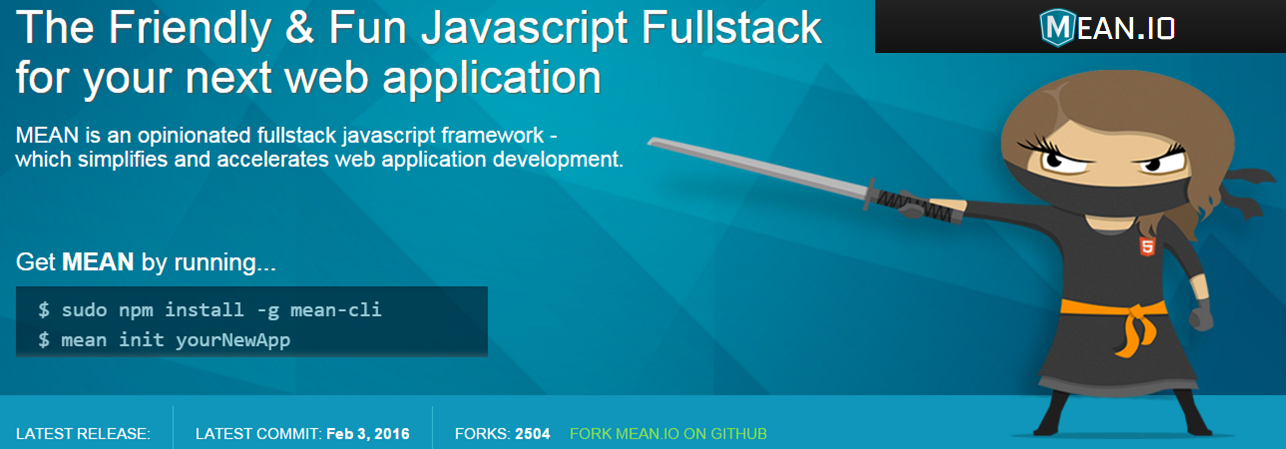 The Friendly & Fun Javascript Fullstack
for your next web application
MEAN.IO
MEAN is an opinionated fullstack javascript framework -
which simplifies and accelerates web application development.
5
Get MEAN by running...
$ sudo npm install -g mean-cli
$ mean init yourNewApp
LATEST RELEASE:
LATEST COMMIT: Feb 3, 2016
FORKS: 2504
FORK MEAN.IO ON GITHUB